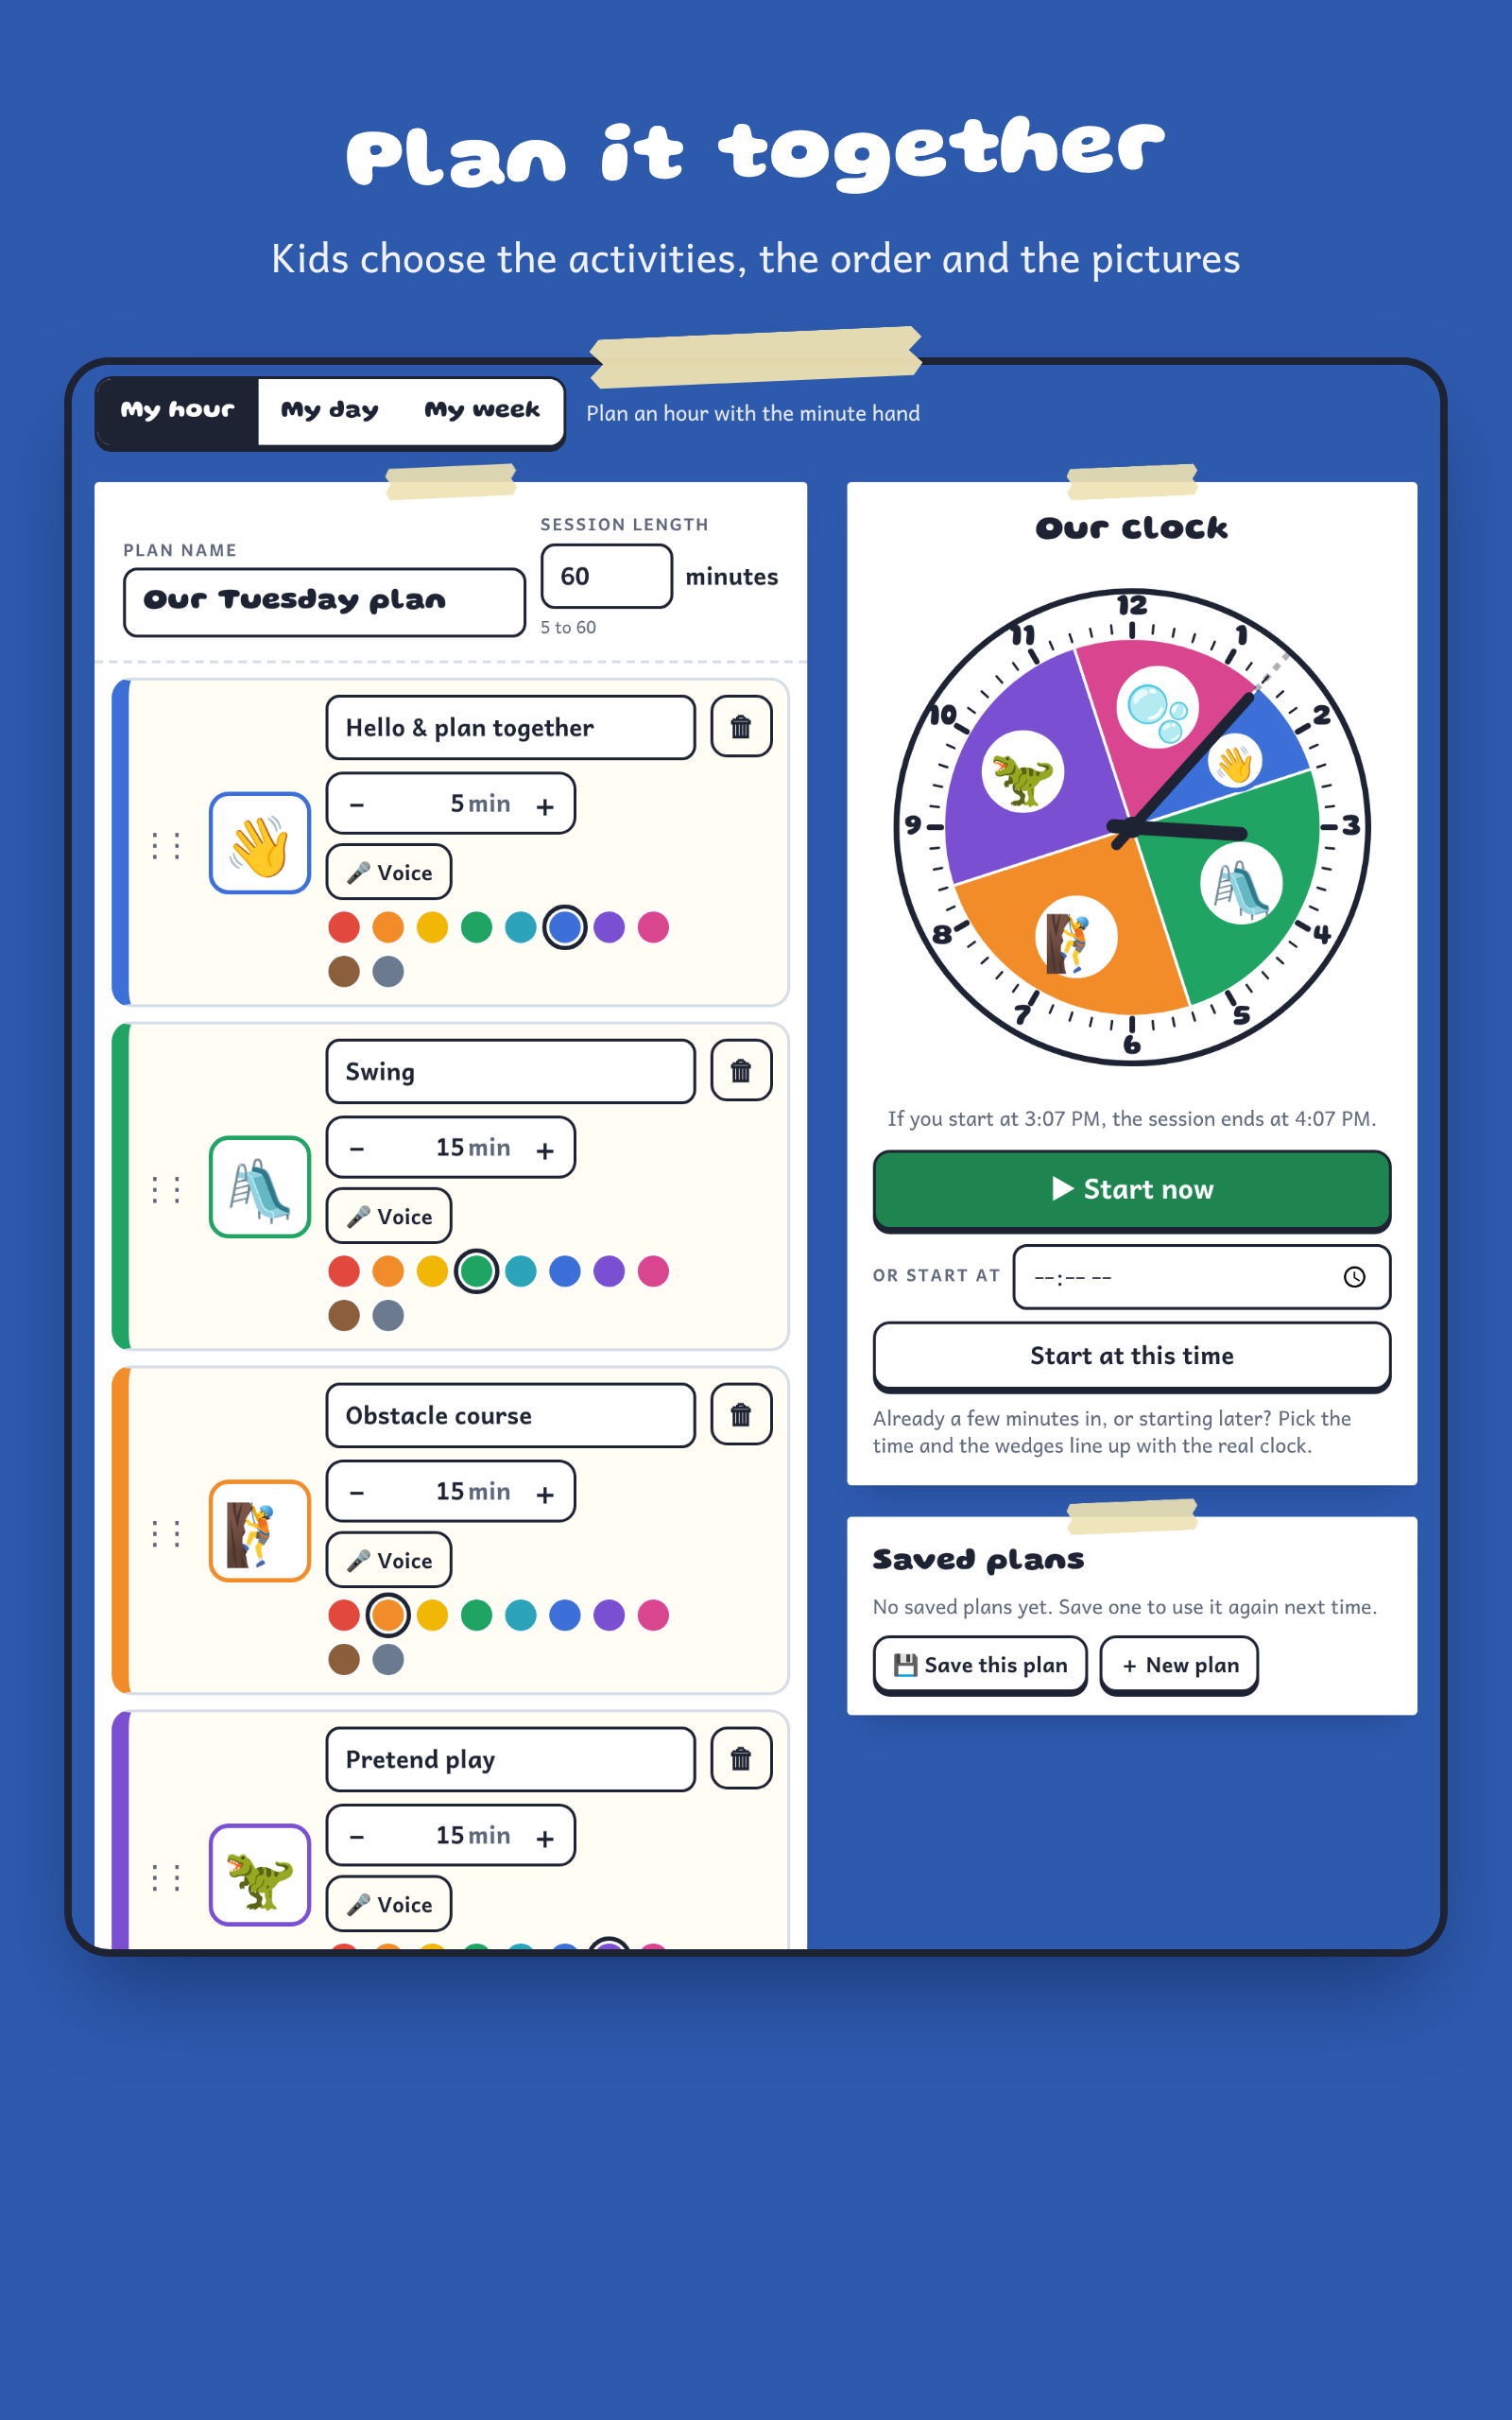 Plan it together
Kids choose the activities, the order and the pictures
My hour
My day
My week
Plan an hour with the minute hand
PLAN NAME
Our Tuesday plan
SESSION LENGTH
60
minutes
5 to 60
Hello & plan together
− 5 min +
Voice
Swing
− 15 min +
Voice
Obstacle course
− 15 min +
Voice
Pretend play
− 15 min +
Voice
Our clock
12
1
2
3
4
5
6
7
8
9
10
11
If you start at 3:07 PM, the session ends at 4:07 PM.
Start now
OR START AT
--:-- --
Start at this time
Already a few minutes in, or starting later? Pick the
time and the wedges line up with the real clock.
Saved plans
No saved plans yet. Save one to use it again next time.
Save this plan
+ New plan